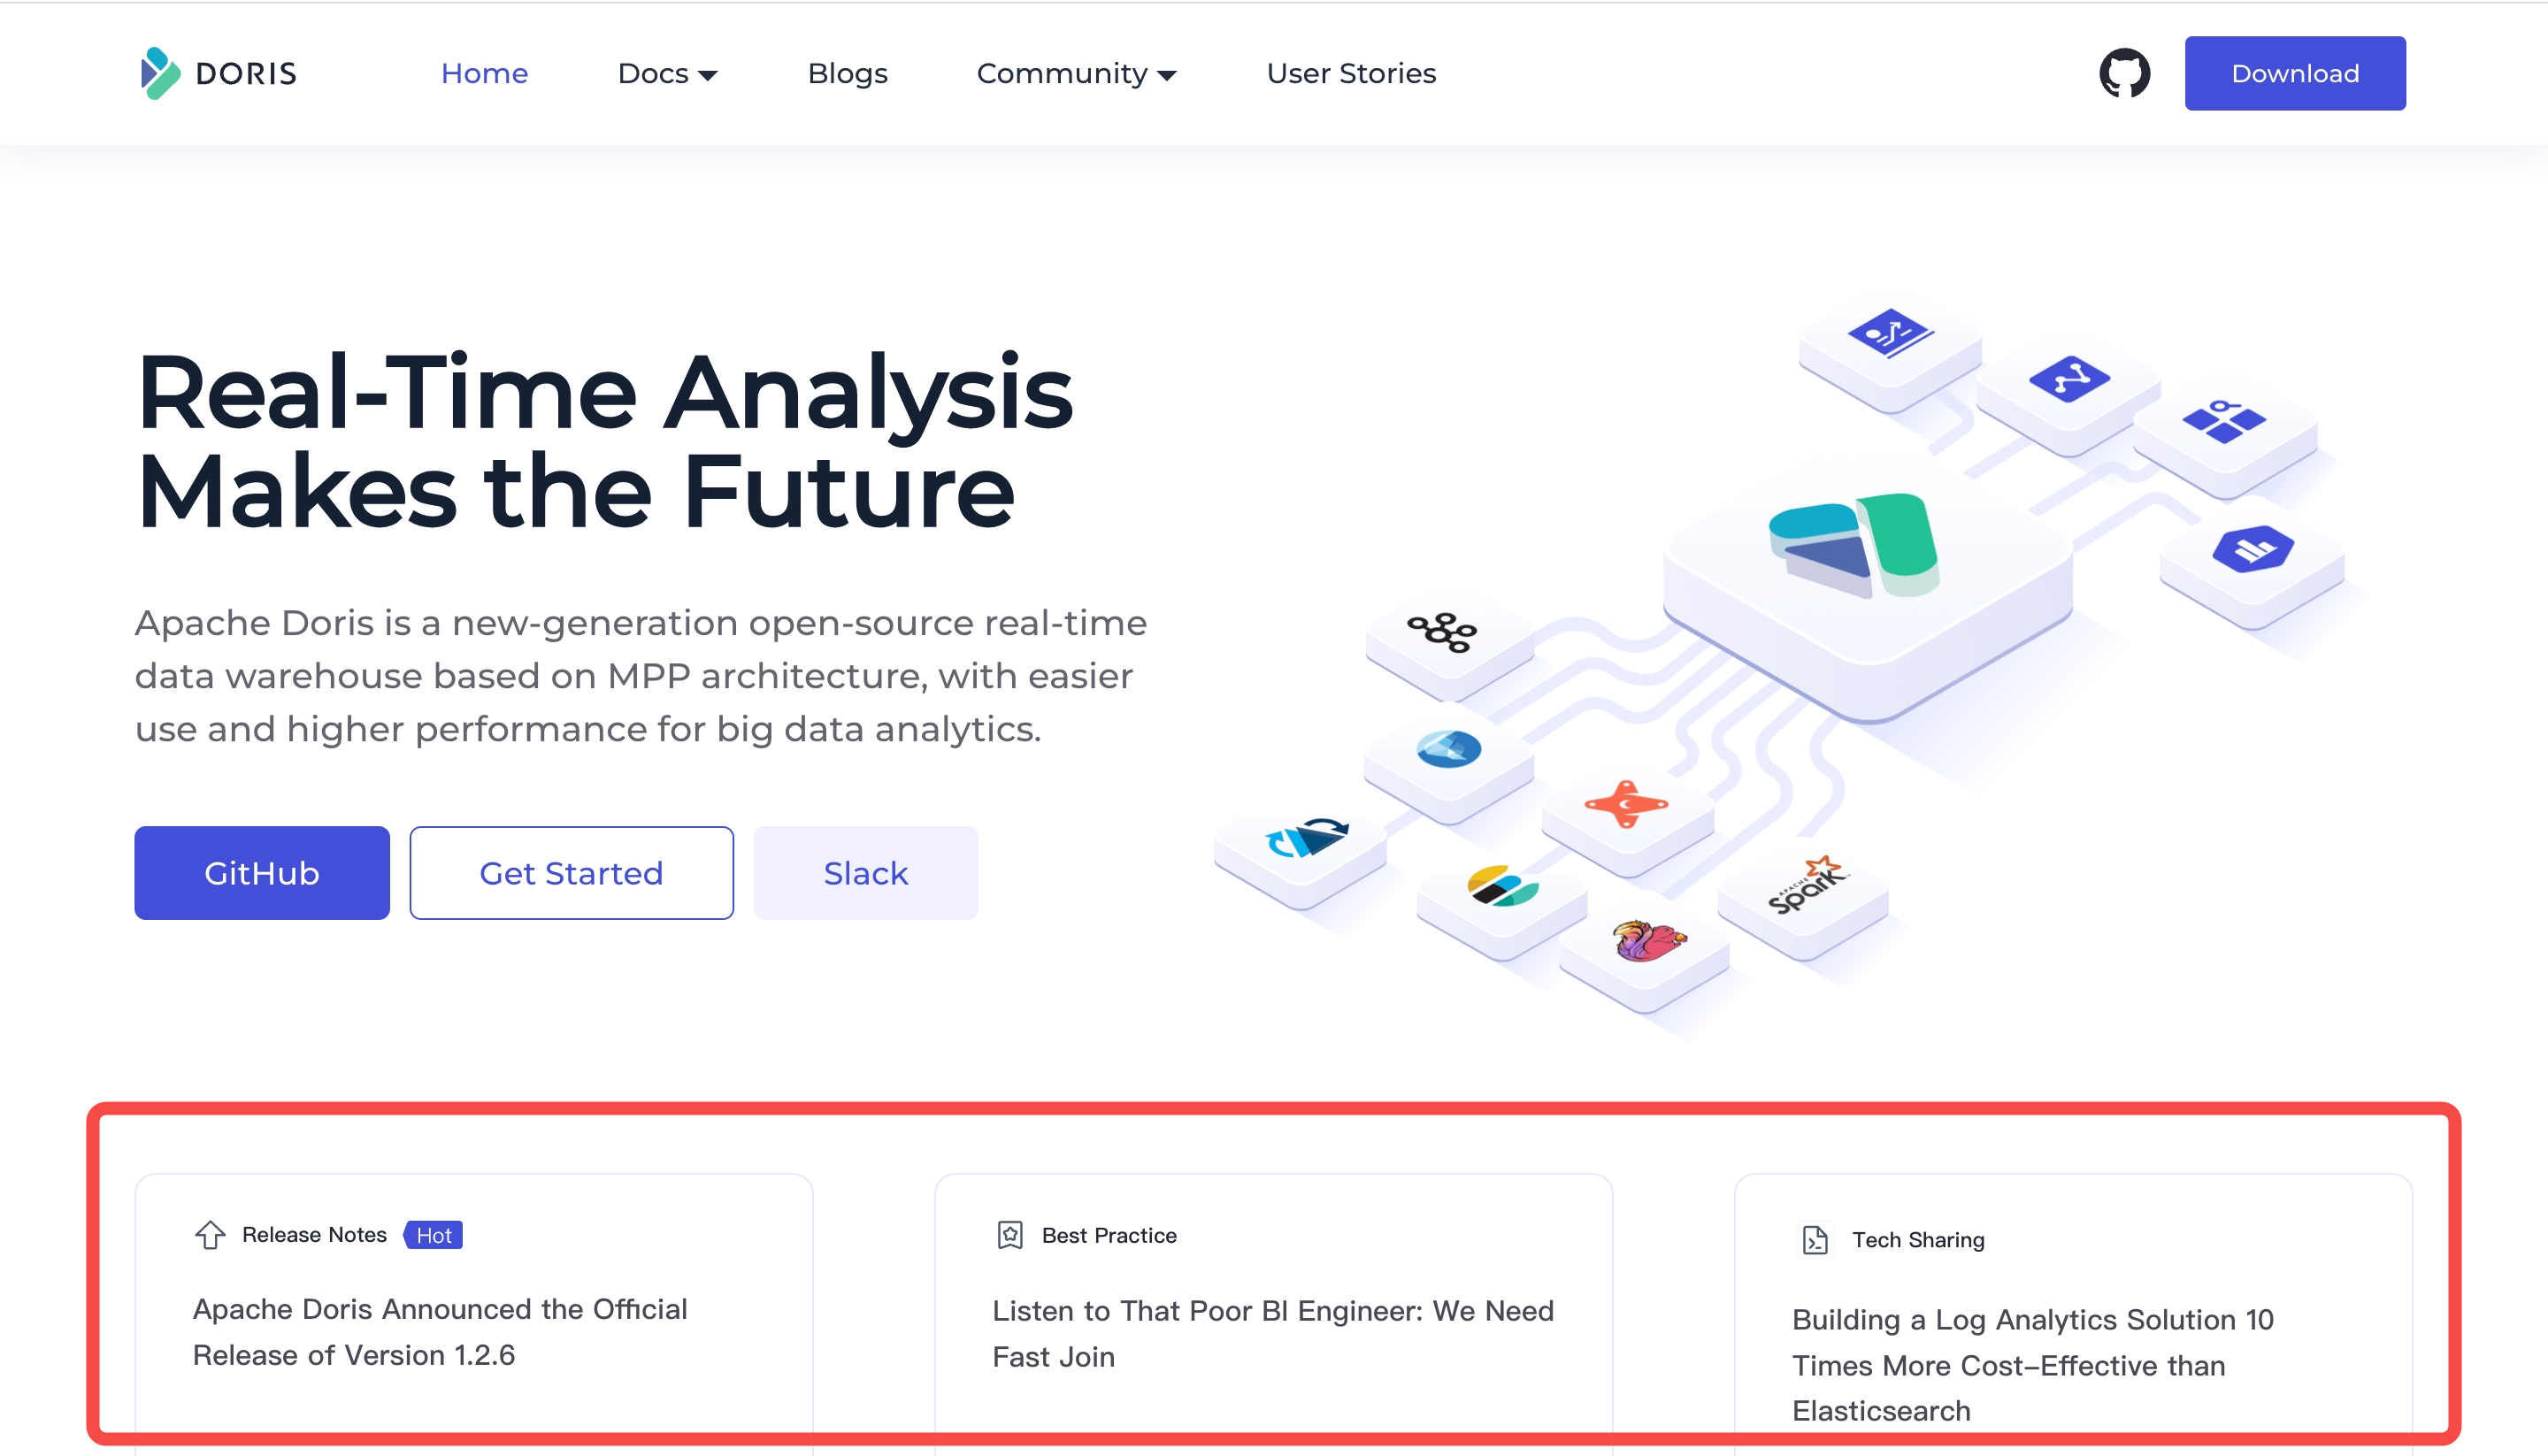 DORIS
Home
Docs
Blogs
Community
User Stories
Download
Real-Time Analysis
Makes the Future
Apache Doris is a new-generation open-source real-time
data warehouse based on MPP architecture, with easier
use and higher performance for big data analytics.
GitHub
Get Started
Slack
APACHE
Spark
Release Notes
Hot
Apache Doris Announced the Official
Release of Version 1.2.6
Best Practice
Listen to That Poor BI Engineer: We Need
Fast Join
Tech Sharing
Building a Log Analytics Solution 10
Times More Cost-Effective than
Elasticsearch